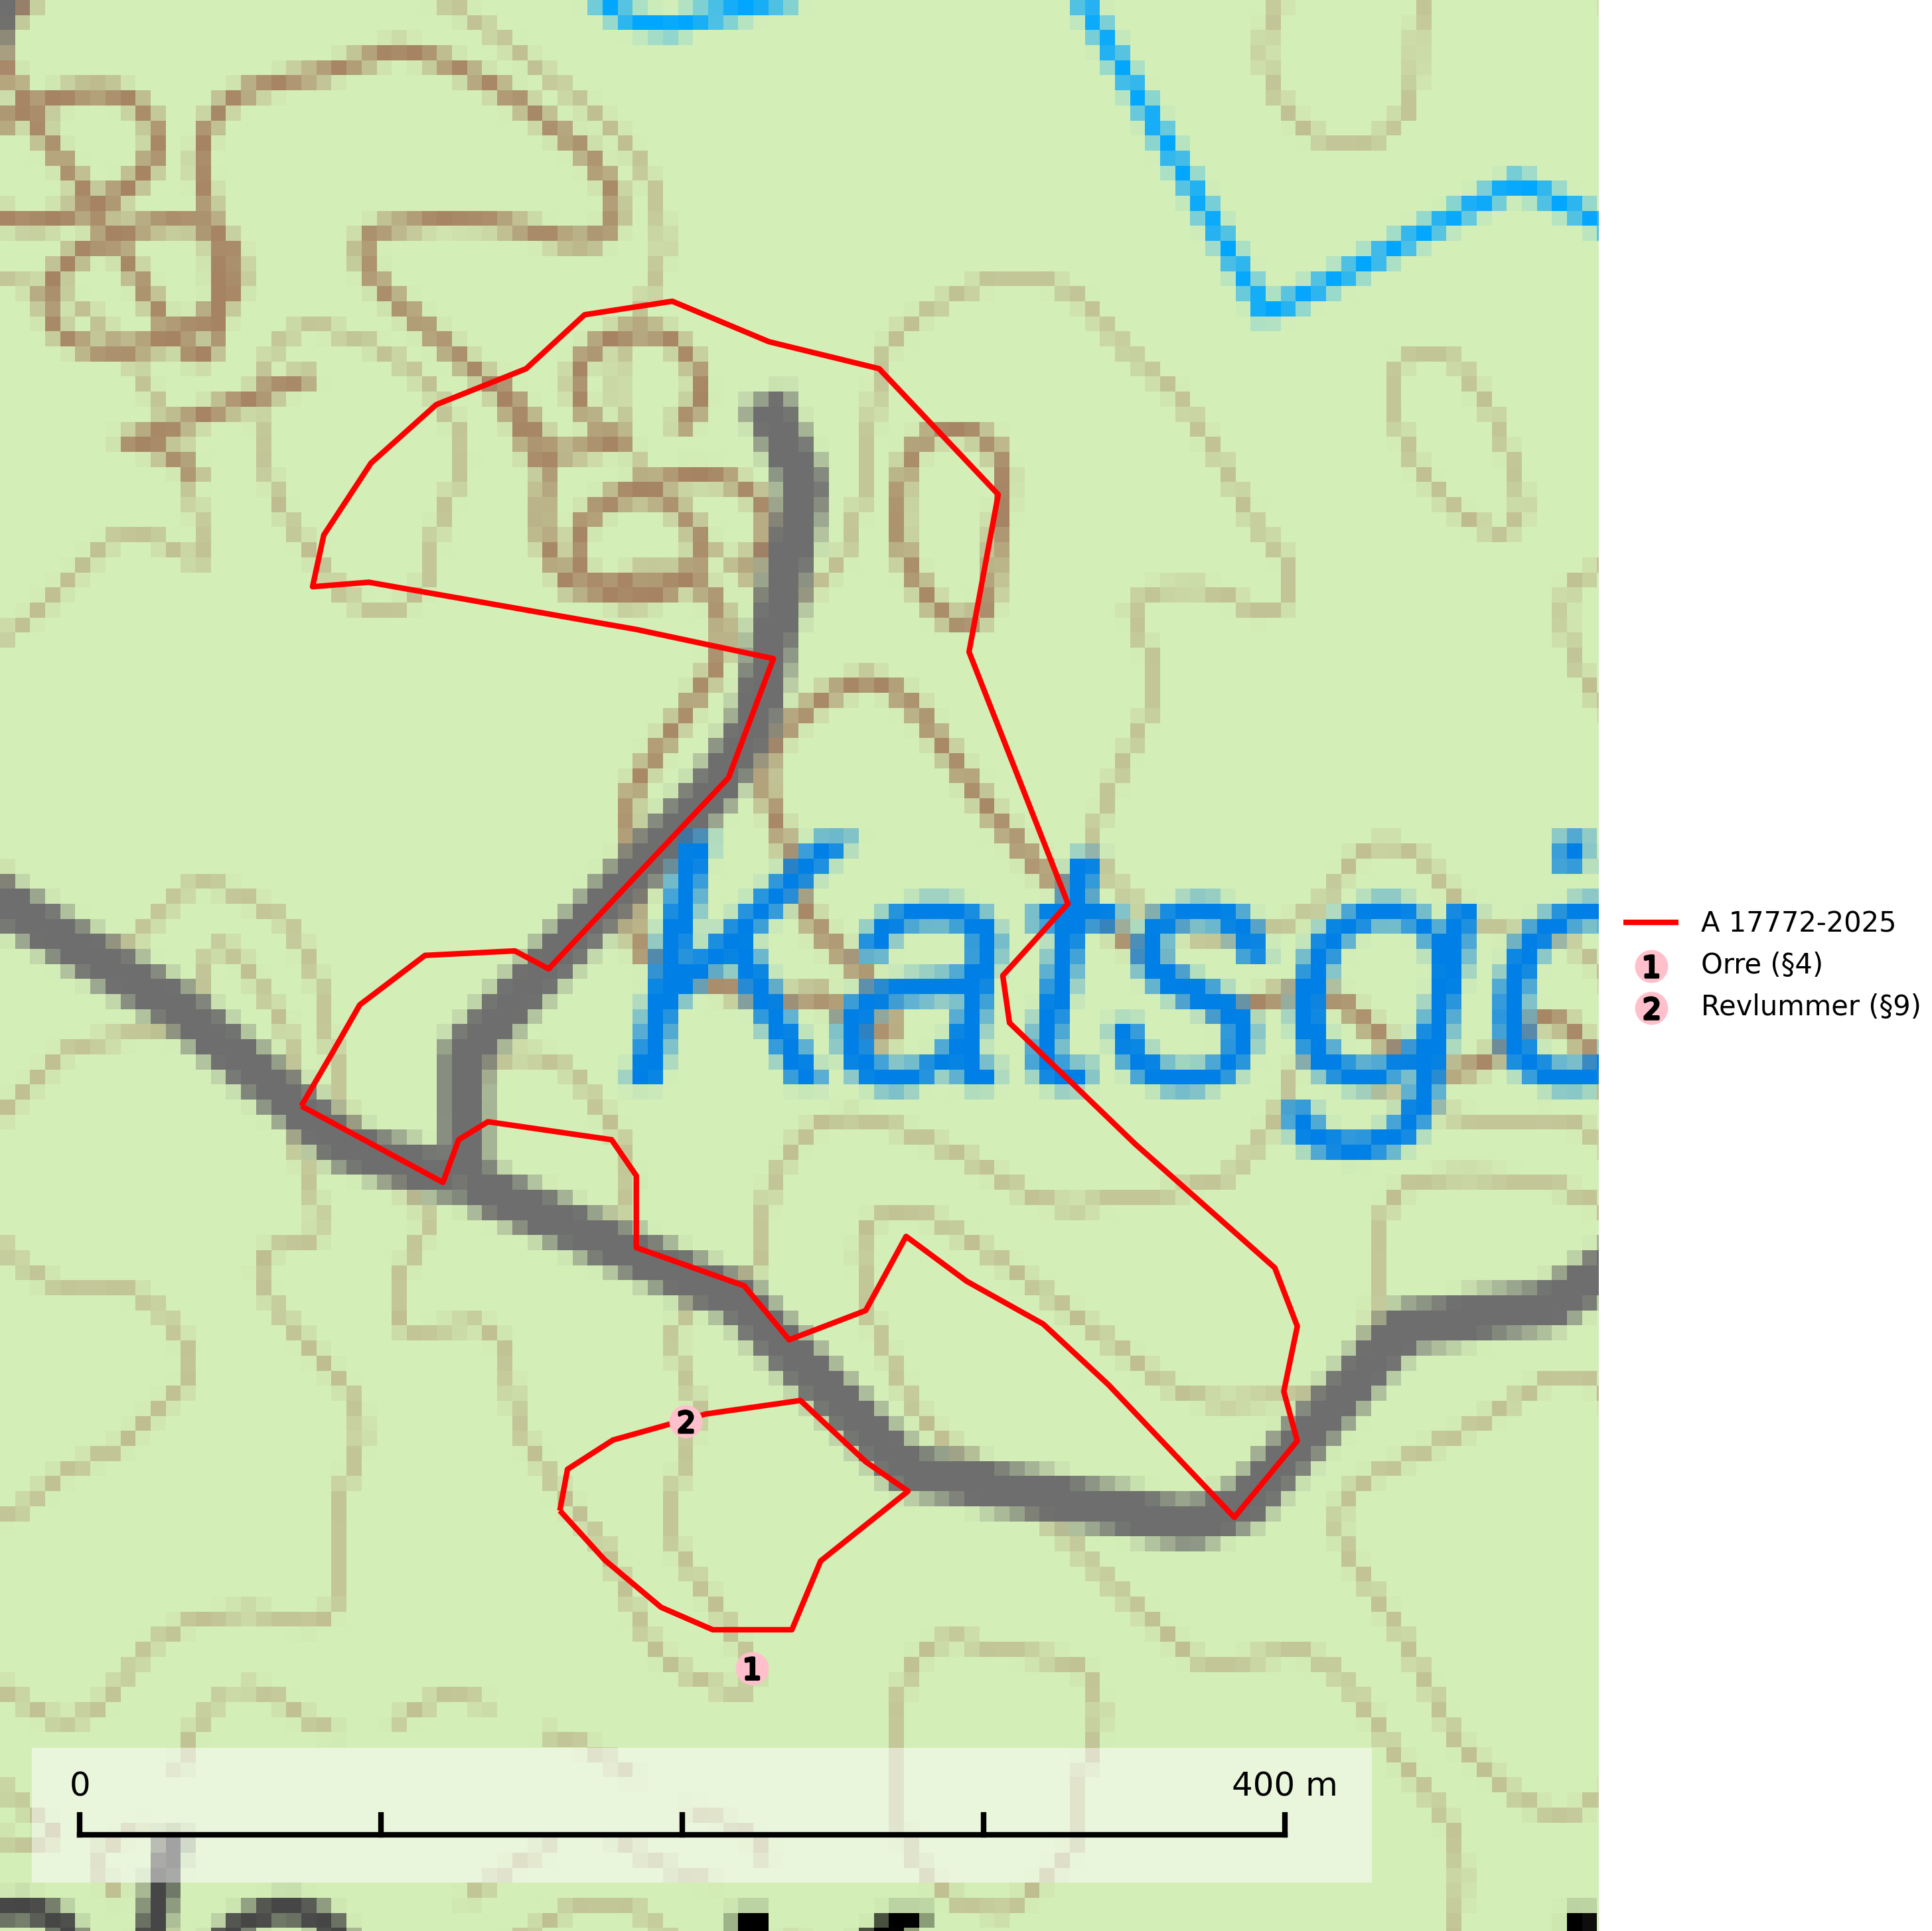 Katsg
A 17772-2025
1 Orre (§4)
2 Revlummer (§9)
2
1
0 400 m